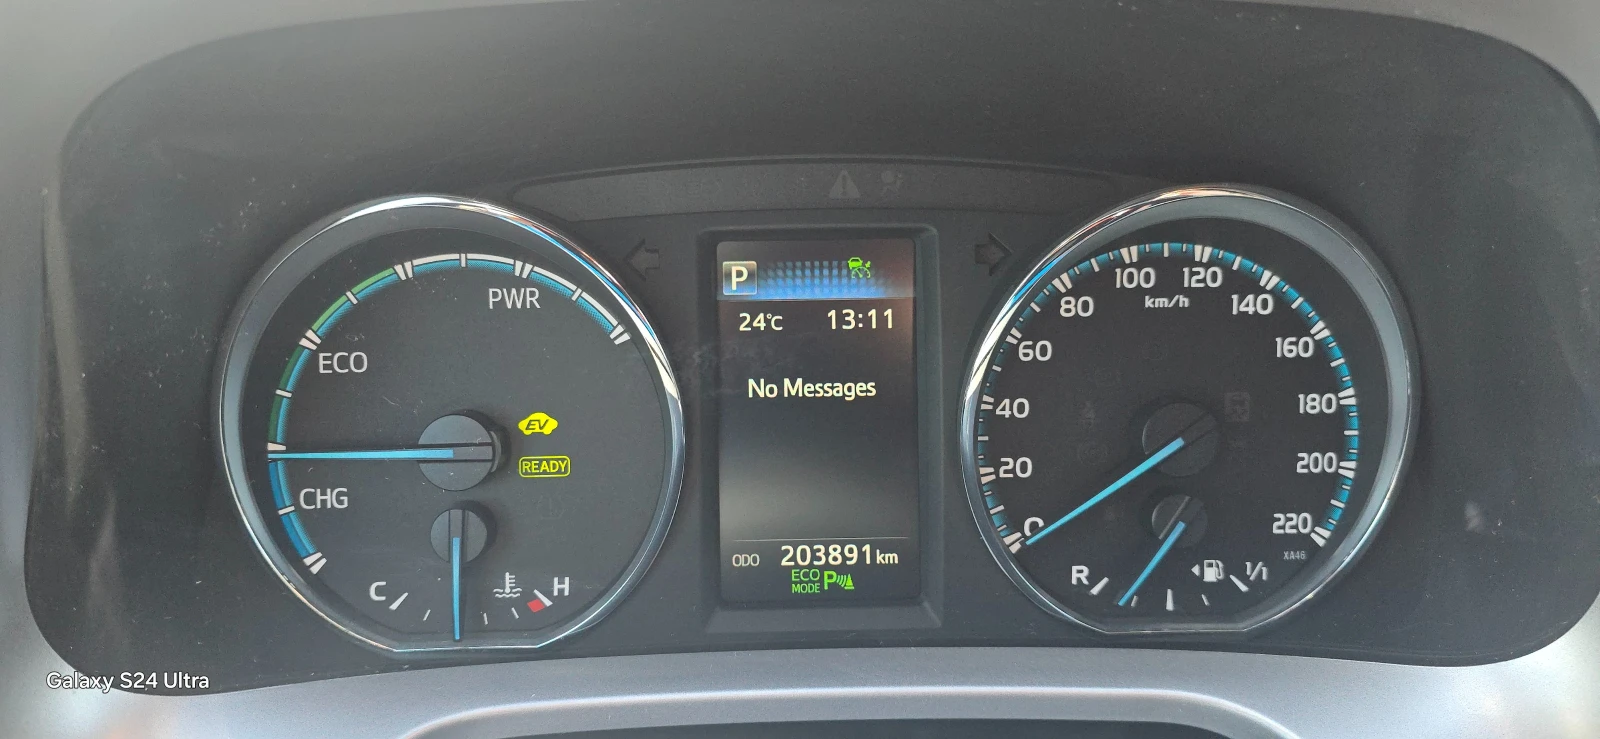 PWR
ECO
CHG
EV
READY
C
H
P
24°C 13:11
No Messages
ODO 203891 km
ECO
MODE P
0
20
40
60
80
100
120
140
160
180
200
220
km/h
XA46
R
1/1
Galaxy S24 Ultra